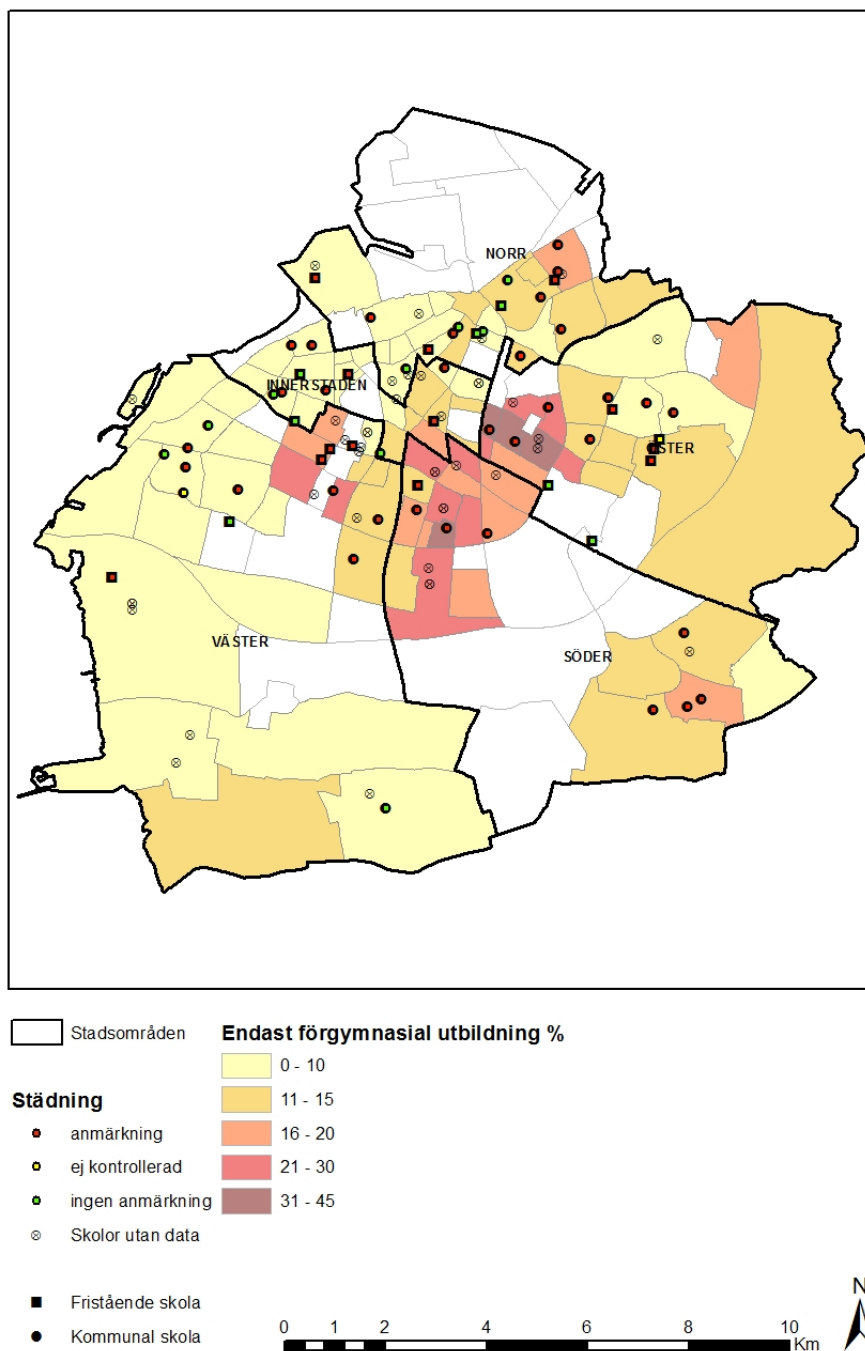 NORR
INNERSTADEN
STER
VÄSTER
SÖDER
Stadsområden
Endast förgymnasial utbildning %
0 - 10
Städning
11 - 15
anmärkning
16 - 20
ej kontrollerad
21 - 30
ingen anmärkning
31 - 45
Skolor utan data
N
Fristående skola
0 1 2 4 6 8 10
Kommunal skola
Km